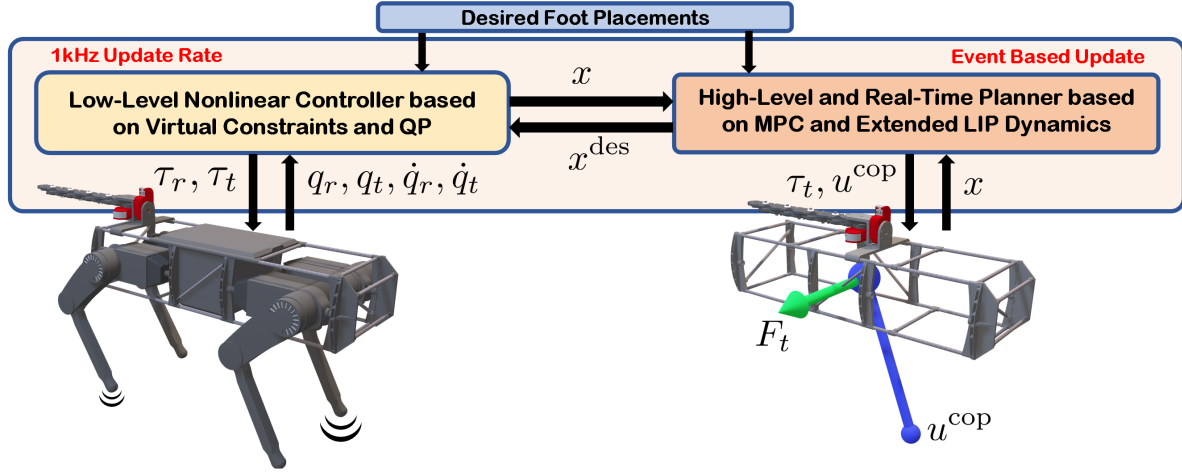 Desired Foot Placements
1kHz Update Rate
Event Based Update
Low-Level Nonlinear Controller based
on Virtual Constraints and QP
x
x^des
High-Level and Real-Time Planner based
on MPC and Extended LIP Dynamics
τ_r, τ_t
q_r, q_t, q̇_r, q̇_t
τ_t, u^cop
x
F_t
u^cop